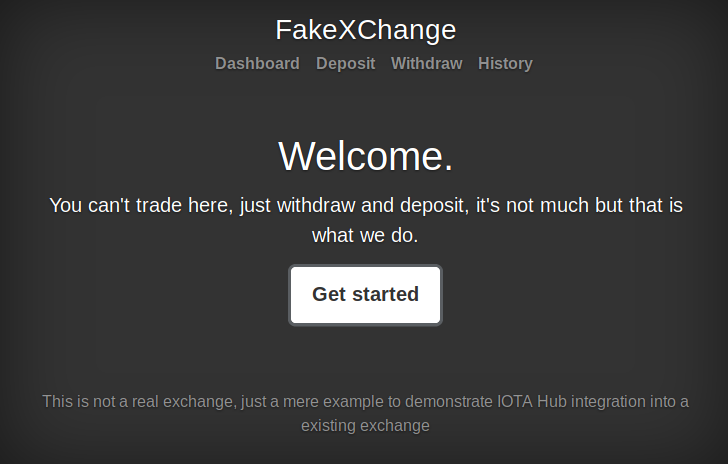 FakeXChange
Dashboard Deposit Withdraw History
Welcome.
You can't trade here, just withdraw and deposit, it's not much but that is
what we do.
Get started
This is not a real exchange, just a mere example to demonstrate IOTA Hub integration into a
existing exchange